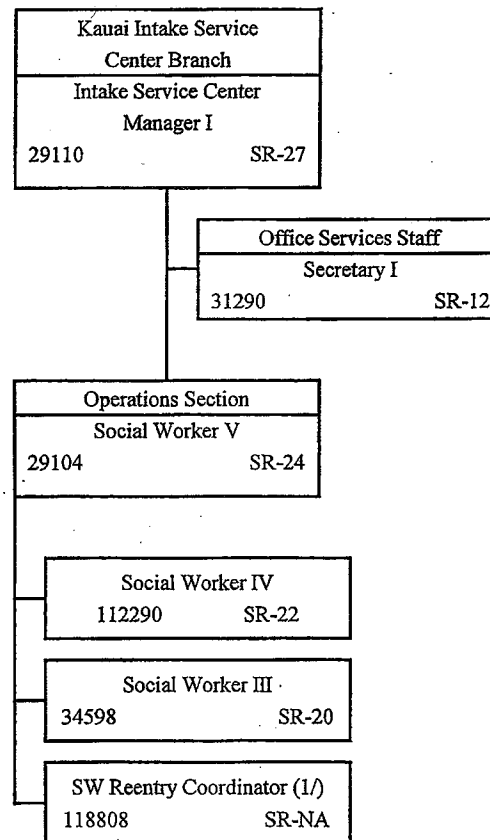 Kauai Intake Service
Center Branch
Intake Service Center
Manager I
29110 SR-27
Office Services Staff
Secretary I
31290 SR-12
Operations Section
Social Worker V
29104 SR-24
Social Worker IV
112290 SR-22
Social Worker III
34598 SR-20
SW Reentry Coordinator (1/)
118808 SR-NA